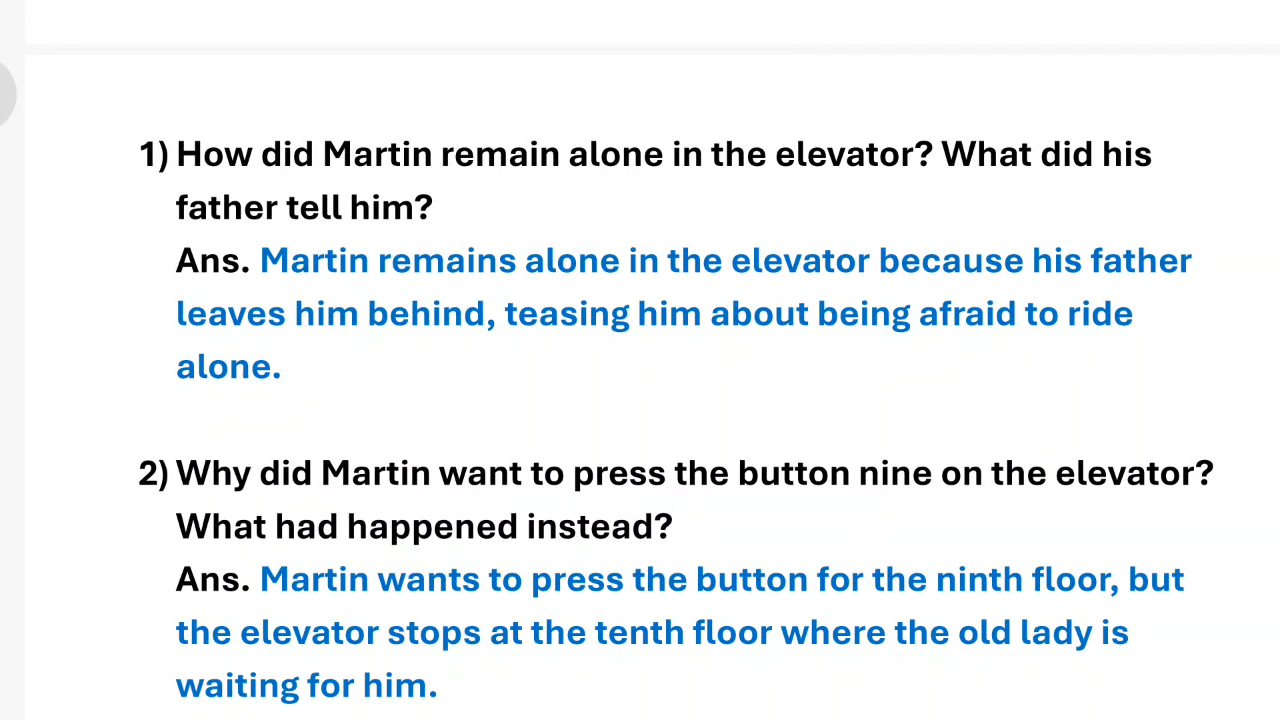 1) How did Martin remain alone in the elevator? What did his
father tell him?
Ans. Martin remains alone in the elevator because his father
leaves him behind, teasing him about being afraid to ride
alone.
2) Why did Martin want to press the button nine on the elevator?
What had happened instead?
Ans. Martin wants to press the button for the ninth floor, but
the elevator stops at the tenth floor where the old lady is
waiting for him.